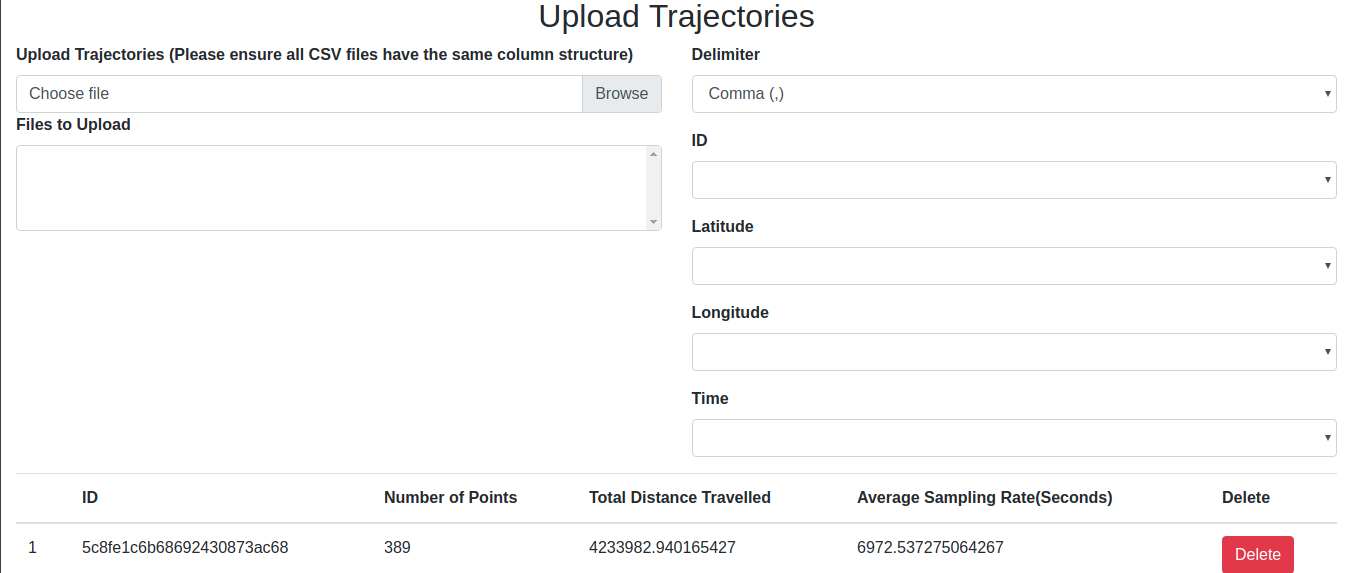 Upload Trajectories
Upload Trajectories (Please ensure all CSV files have the same column structure)
Choose file Browse
Files to Upload
Delimiter
Comma (,)
ID
Latitude
Longitude
Time
ID Number of Points Total Distance Travelled Average Sampling Rate(Seconds) Delete
1 5c8fe1c6b68692430873ac68 389 4233982.940165427 6972.537275064267 Delete